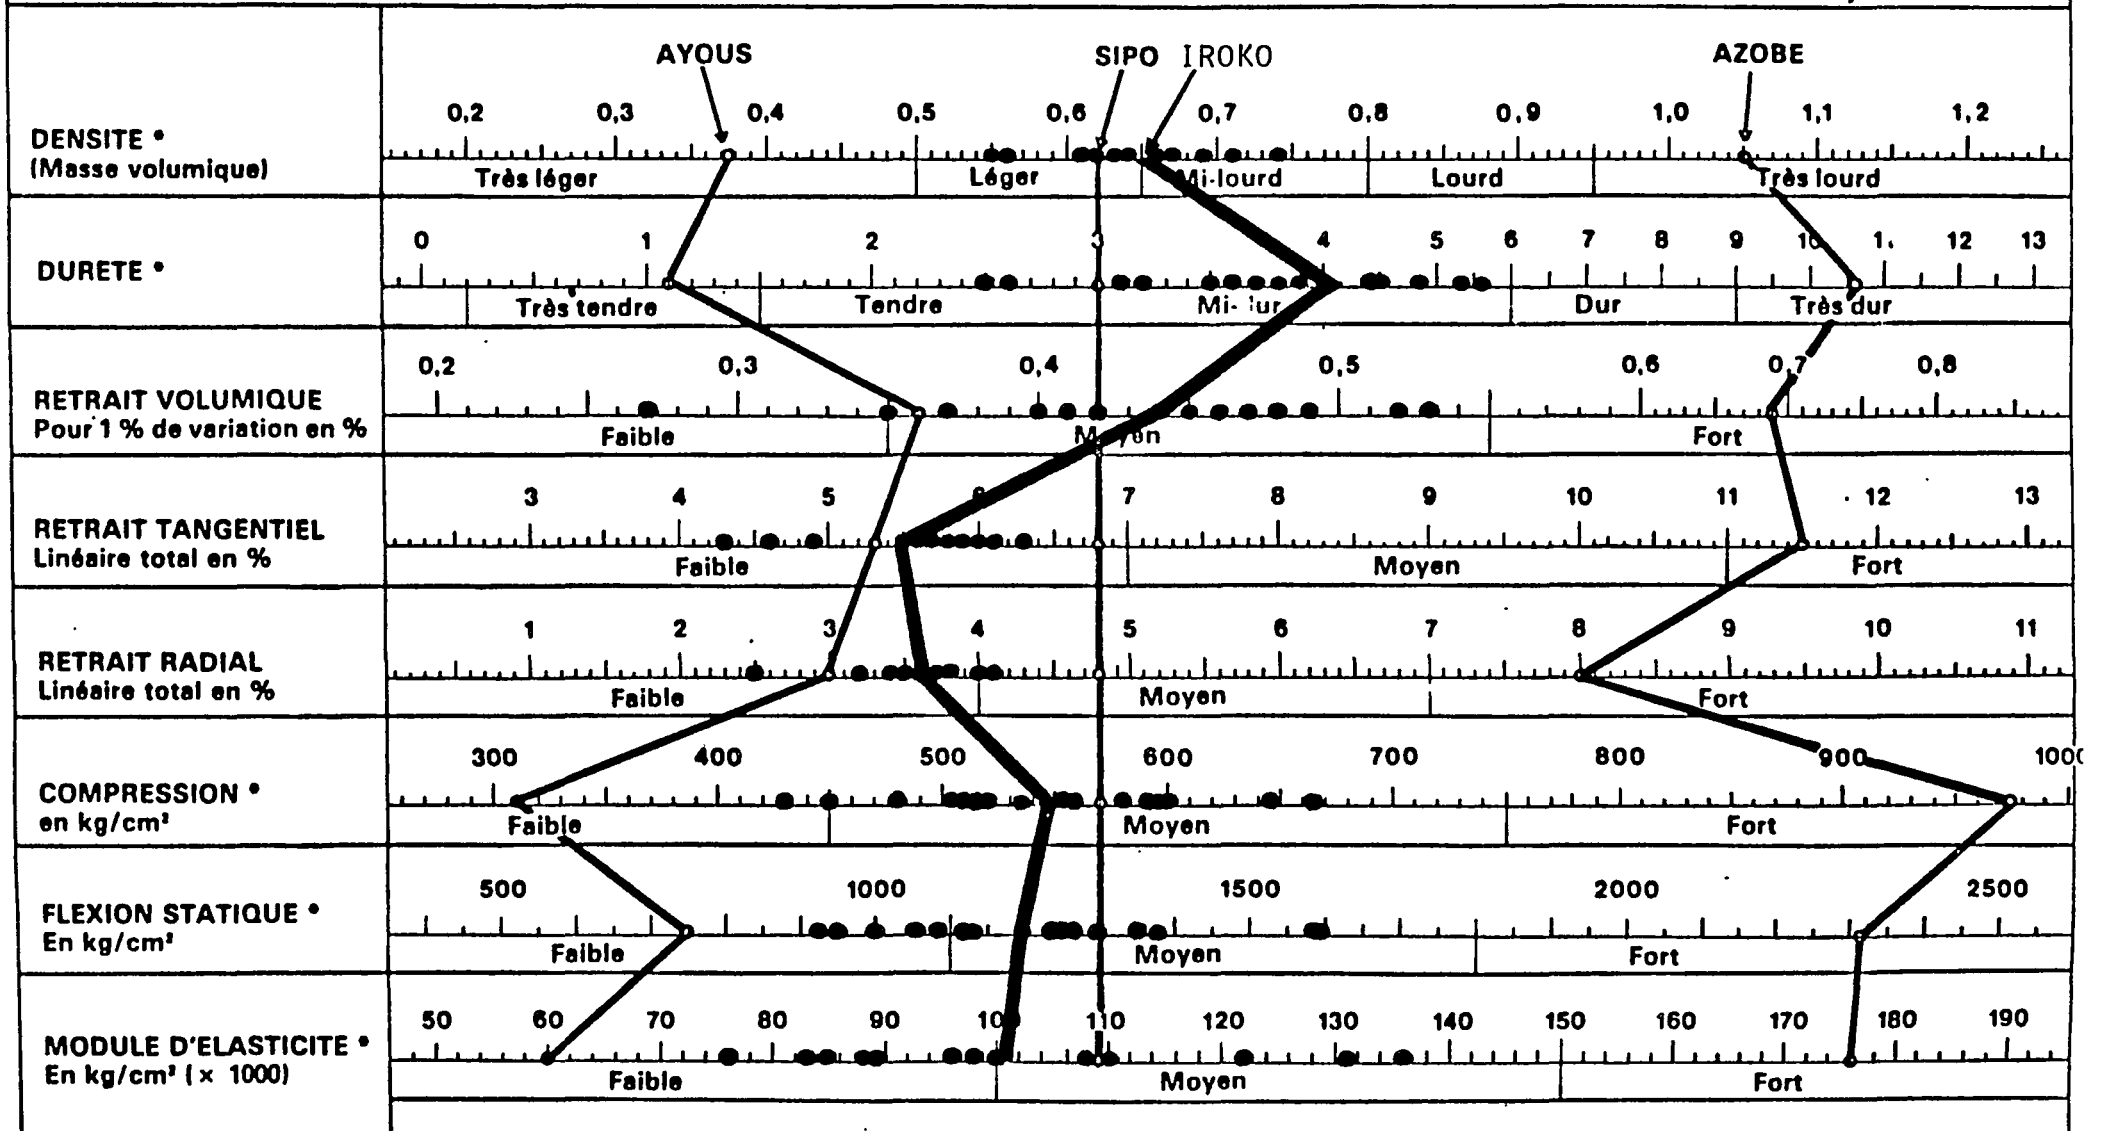 AYOUS SIPO IROKO AZOBE
0,2 0,3 0,4 0,5 0,6 0,7 0,8 0,9 1,0 1,1 1,2
DENSITE *
(Masse volumique)
Très léger Léger Mi-lourd Lourd Très lourd
0 1 2 3 4 5 6 7 8 9 10 12 13
DURETE *
Très tendre Tendre Dur Très dur
0,2 0,3 0,4 0,5 0,6 0,7 0,8
RETRAIT VOLUMIQUE
Pour 1 % de variation en %
Faible Moyen Fort
3 4 5 6 7 8 9 10 11 12 13
RETRAIT TANGENTIEL
Linéaire total en %
Faible Moyen Fort
1 2 3 4 5 6 7 8 9 10 11
RETRAIT RADIAL
Linéaire total en %
Faible Moyen Fort
300 400 500 600 700 800 900 1000
COMPRESSION *
en kg/cm²
Faible Moyen Fort
500 1000 1500 2000 2500
FLEXION STATIQUE *
En kg/cm²
Faible Moyen Fort
50 60 70 80 90 100 110 120 130 140 150 160 170 180 190
MODULE D'ELASTICITE *
En kg/cm² (x 1000)
Faible Moyen Fort